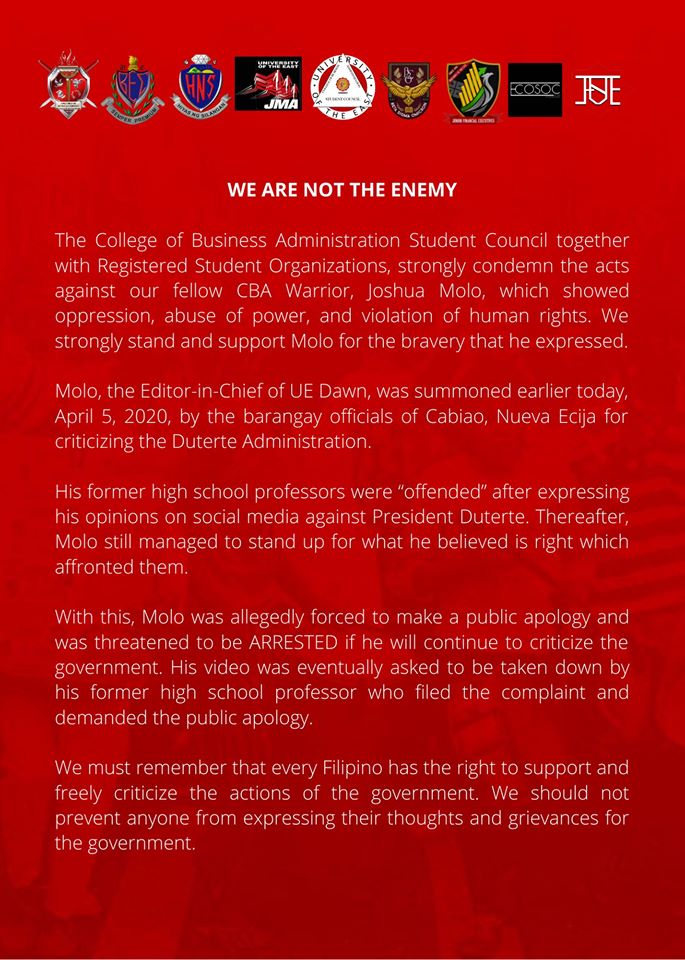 UNIVERSITY OF THE EAST
JMA
BES
SEMPER PREMIUS
HNS
HIYAS NG SILANGAN
UNIVERSITY
STUDENT COUNCIL
OF THE EAST
JUNIOR FINANCIAL EXECUTIVES
ECOSOC
WE ARE NOT THE ENEMY
The College of Business Administration Student Council together
with Registered Student Organizations, strongly condemn the acts
against our fellow CBA Warrior, Joshua Molo, which showed
oppression, abuse of power, and violation of human rights. We
strongly stand and support Molo for the bravery that he expressed.
Molo, the Editor-in-Chief of UE Dawn, was summoned earlier today,
April 5, 2020, by the barangay officials of Cabiao, Nueva Ecija for
criticizing the Duterte Administration.
His former high school professors were “offended” after expressing
his opinions on social media against President Duterte. Thereafter,
Molo still managed to stand up for what he believed is right which
affronted them.
With this, Molo was allegedly forced to make a public apology and
was threatened to be ARRESTED if he will continue to criticize the
government. His video was eventually asked to be taken down by
his former high school professor who filed the complaint and
demanded the public apology.
We must remember that every Filipino has the right to support and
freely criticize the actions of the government. We should not
prevent anyone from expressing their thoughts and grievances for
the government.